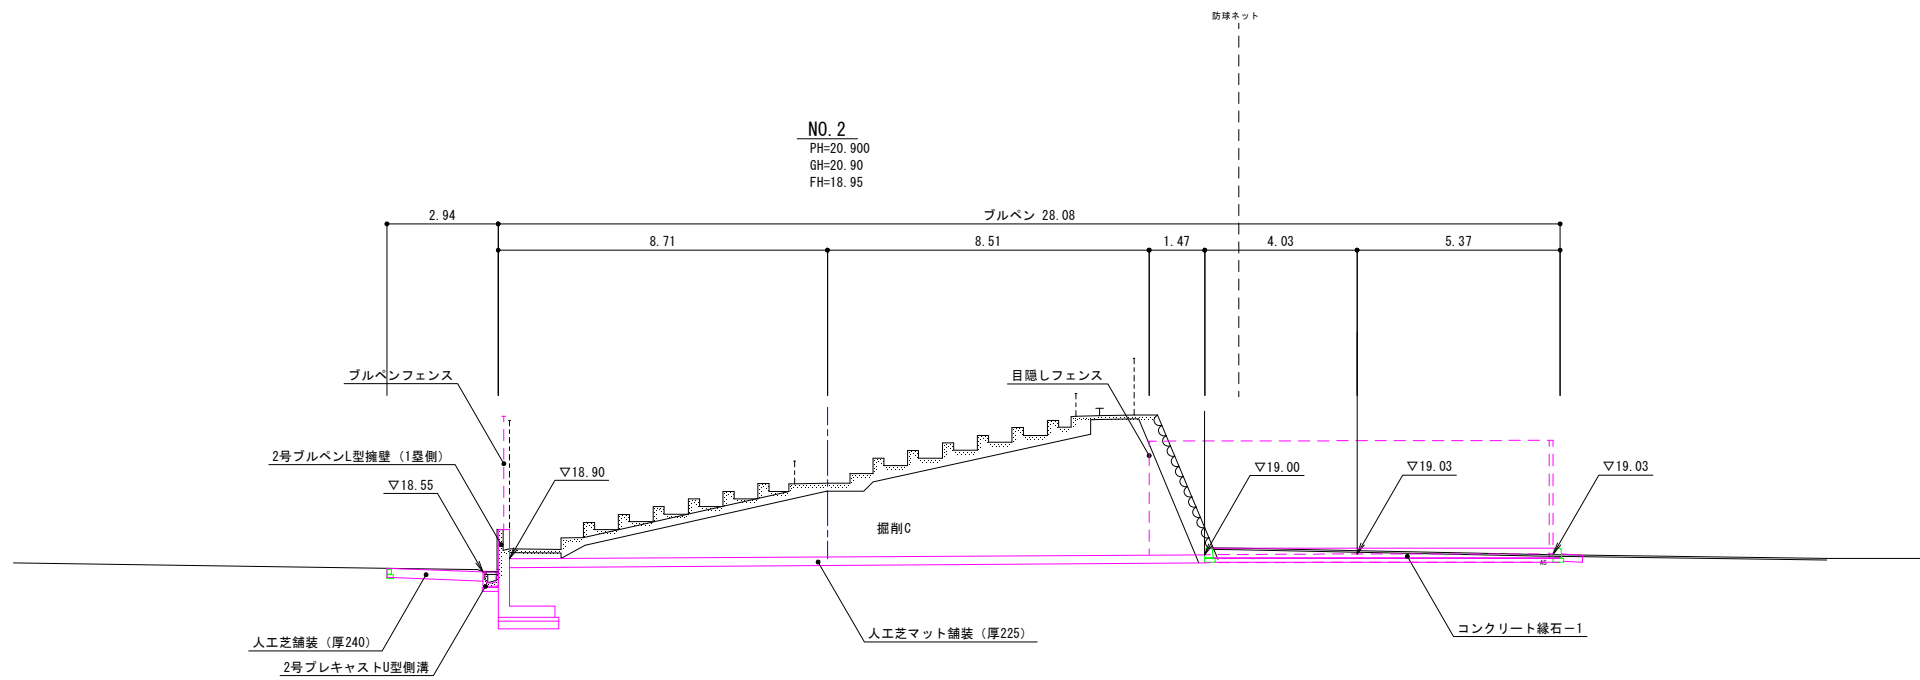 防球ネット
NO.2
PH=20.900
GH=20.90
FH=18.95
2.94
ブルペン 28.08
8.71
8.51
1.47
4.03
5.37
ブルペンフェンス
目隠しフェンス
2号ブルペンL型擁壁（1塁側）
▽18.55
▽18.90
▽19.00
▽19.03
▽19.03
掘削C
AS
人工芝舗装（厚240）
2号プレキャストU型側溝
人工芝マット舗装（厚225）
コンクリート縁石－1